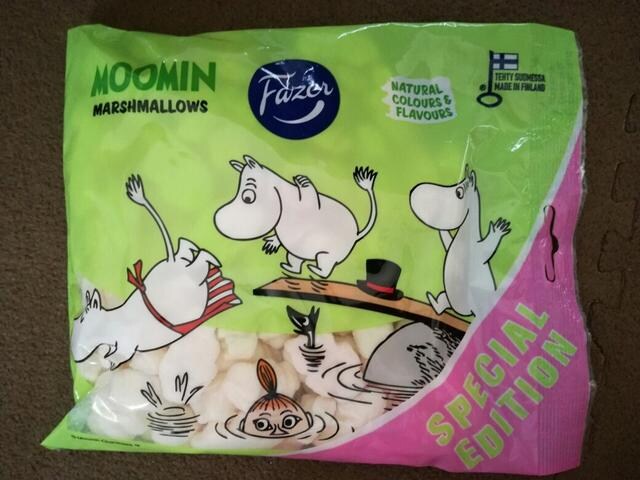 MOOMIN
MARSHMALLOWS
Fazer
NATURAL
COLOURS &
FLAVOURS
TEHTY SUOMESSA
MADE IN FINLAND
SPECIAL
EDITION